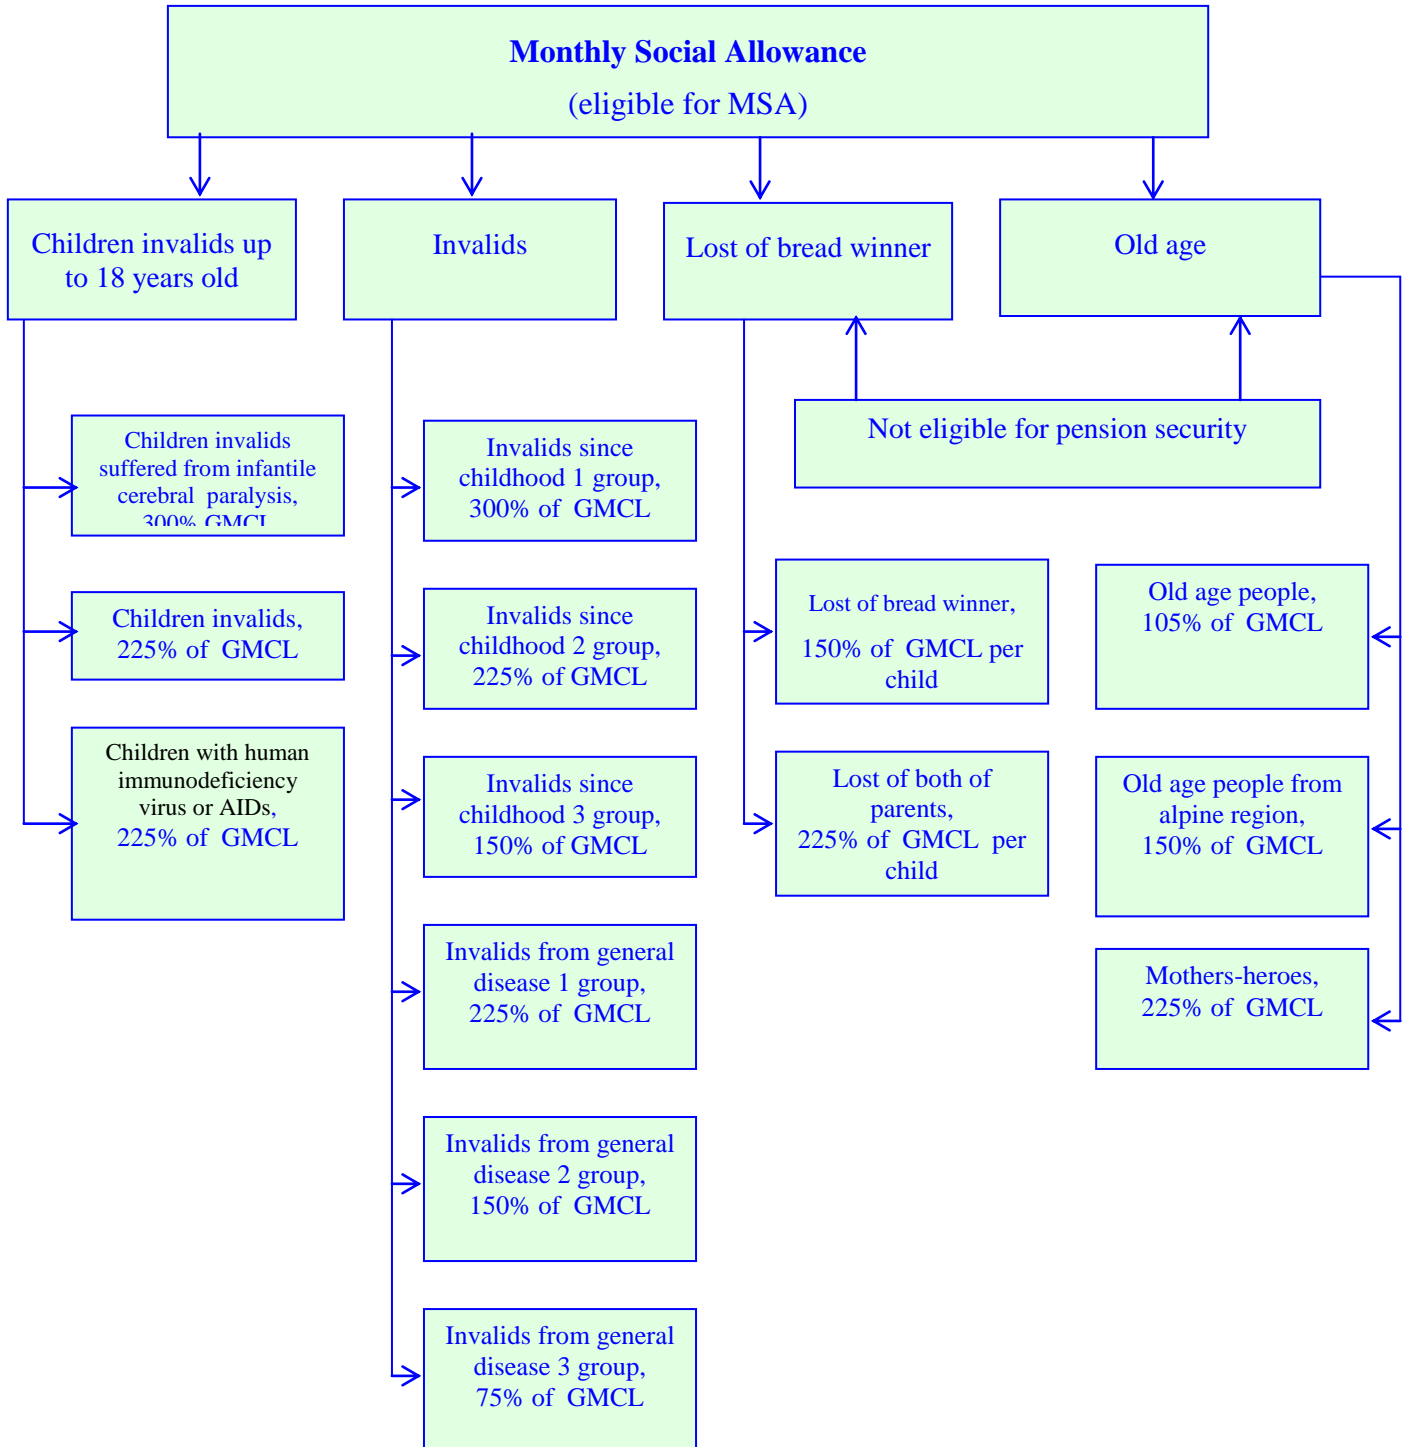 Monthly Social Allowance
(eligible for MSA)
Children invalids up
to 18 years old
Invalids
Lost of bread winner
Old age
Not eligible for pension security
Children invalids
suffered from infantile
cerebral paralysis,
300% GMCL
Children invalids,
225% of GMCL
Children with human
immunodeficiency
virus or AIDs,
225% of GMCL
Invalids since
childhood 1 group,
300% of GMCL
Invalids since
childhood 2 group,
225% of GMCL
Invalids since
childhood 3 group,
150% of GMCL
Invalids from general
disease 1 group,
225% of GMCL
Invalids from general
disease 2 group,
150% of GMCL
Invalids from general
disease 3 group,
75% of GMCL
Lost of bread winner,
150% of GMCL per
child
Lost of both of
parents,
225% of GMCL per
child
Old age people,
105% of GMCL
Old age people from
alpine region,
150% of GMCL
Mothers-heroes,
225% of GMCL